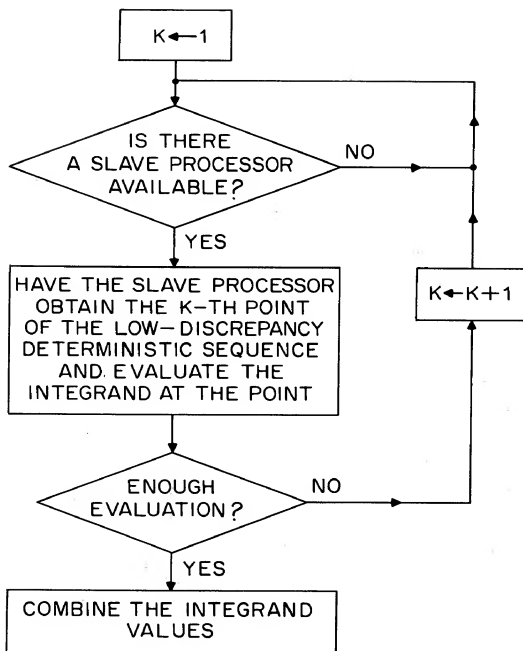 K←1
IS THERE
A SLAVE PROCESSOR
AVAILABLE?
NO
YES
HAVE THE SLAVE PROCESSOR
OBTAIN THE K-TH POINT
OF THE LOW-DISCREPANCY
DETERMINISTIC SEQUENCE
AND EVALUATE THE
INTEGRAND AT THE POINT
K←K+1
ENOUGH
EVALUATION?
NO
YES
COMBINE THE INTEGRAND
VALUES